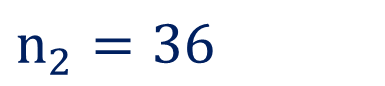 n₂ = 36